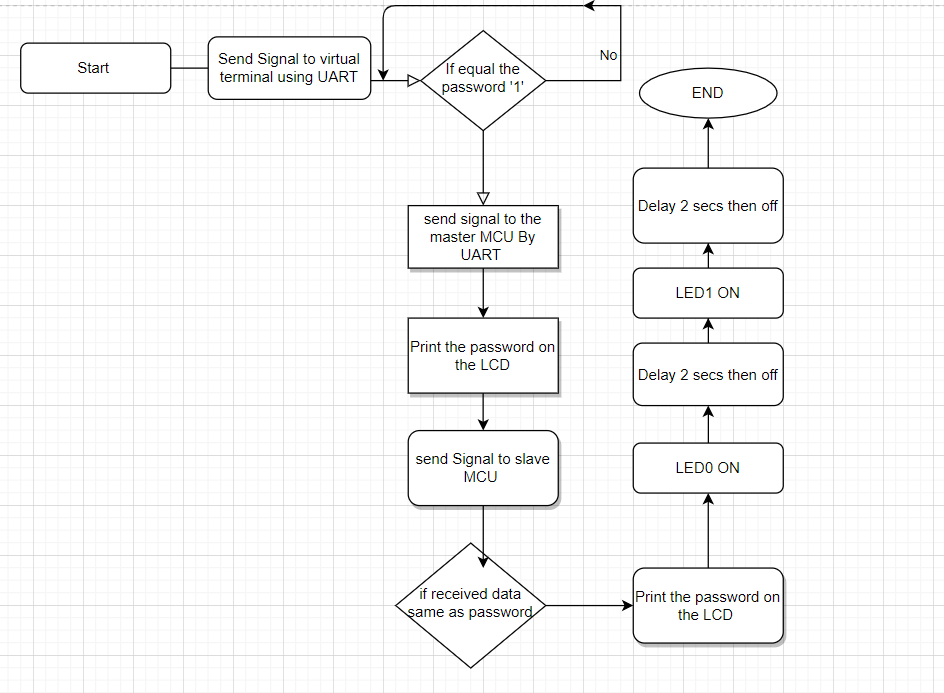 Start
Send Signal to virtual
terminal using UART
If equal the
password '1'
No
send signal to the
master MCU By
UART
Print the password on
the LCD
send Signal to slave
MCU
if received data
same as password
Print the password on
the LCD
LED0 ON
Delay 2 secs then off
LED1 ON
Delay 2 secs then off
END